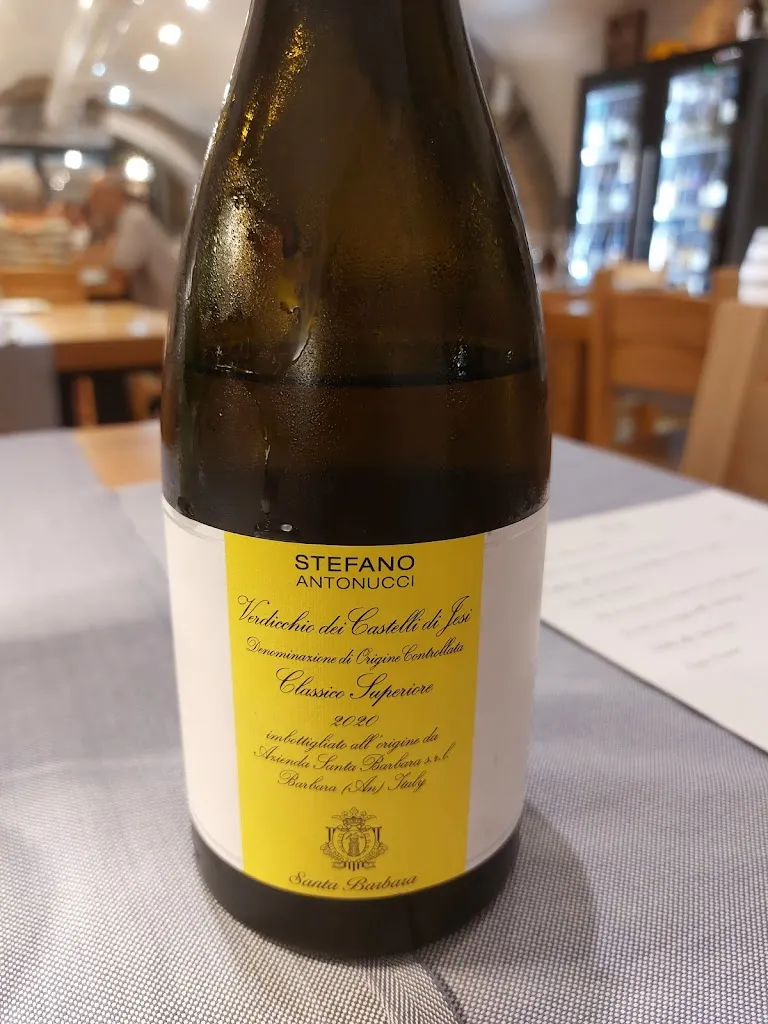 STEFANO
ANTONUCCI
Verdicchio dei Castelli di Jesi
Denominazione di Origine Controllata
Classico Superiore
2020
imbottigliato all'origine da
Azienda Santa Barbara s.r.l.
Barbara (An) Italy
Santa Barbara